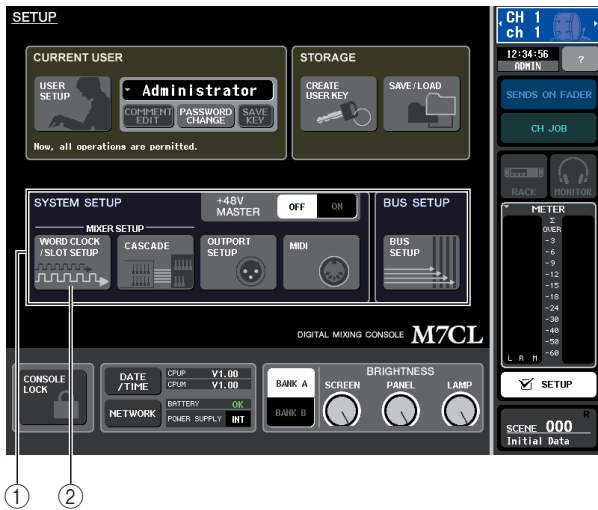 SETUP
CURRENT USER
USER
SETUP
Administrator
COMMENT
EDIT
PASSWORD
CHANGE
SAVE
KEY
Now, all operations are permitted.
STORAGE
CREATE
USER KEY
SAVE/LOAD
SYSTEM SETUP
+48V
MASTER
OFF
ON
MIXER SETUP
WORD CLOCK
/SLOT SETUP
CASCADE
OUTPORT
SETUP
MIDI
BUS SETUP
BUS
SETUP
DIGITAL MIXING CONSOLE M7CL
CONSOLE
LOCK
DATE
/TIME
CPUP V1.00
CPUM V1.00
NETWORK
BATTERY OK
POWER SUPPLY INT
BANK A
BANK B
BRIGHTNESS
SCREEN
PANEL
LAMP
CH 1
ch 1
12:34:56
ADMIN
?
SENDS ON FADER
CH JOB
RACK
MONITOR
METER
Σ
OVER
-3
-6
-9
-12
-15
-18
-24
-30
-40
-50
-60
L R M
SETUP
R
SCENE 000
Initial Data
1
2